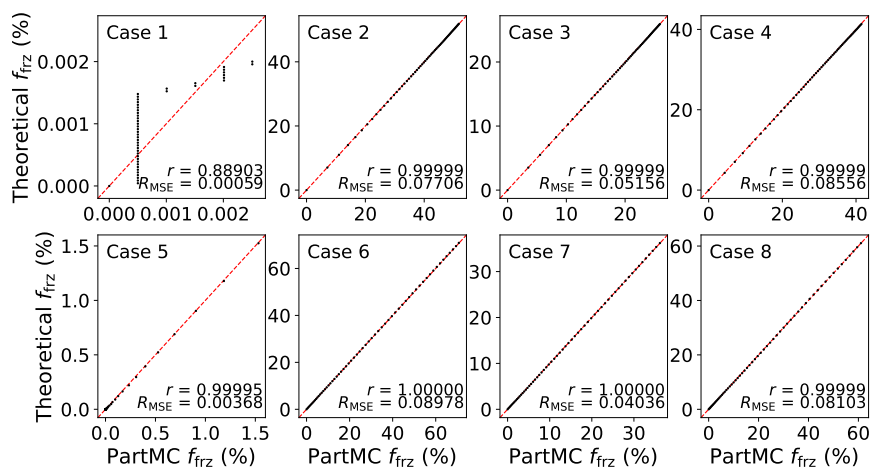 Theoretical f_frz (%)
Case 1
0.002
0.001
0.000
r = 0.88903
R_MSE = 0.00059
0.000 0.001 0.002
Case 2
40
20
0
r = 0.99999
R_MSE = 0.07706
0 20 40
Case 3
20
10
0
r = 0.99999
R_MSE = 0.05156
0 10 20
Case 4
40
20
0
r = 0.99999
R_MSE = 0.08556
0 20 40
Theoretical f_frz (%)
Case 5
1.5
1.0
0.5
0.0
r = 0.99995
R_MSE = 0.00368
0.0 0.5 1.0 1.5
PartMC f_frz (%)
Case 6
60
40
20
0
r = 1.00000
R_MSE = 0.08978
0 20 40 60
PartMC f_frz (%)
Case 7
30
20
10
0
r = 1.00000
R_MSE = 0.04036
0 10 20 30
PartMC f_frz (%)
Case 8
60
40
20
0
r = 0.99999
R_MSE = 0.08103
0 20 40 60
PartMC f_frz (%)